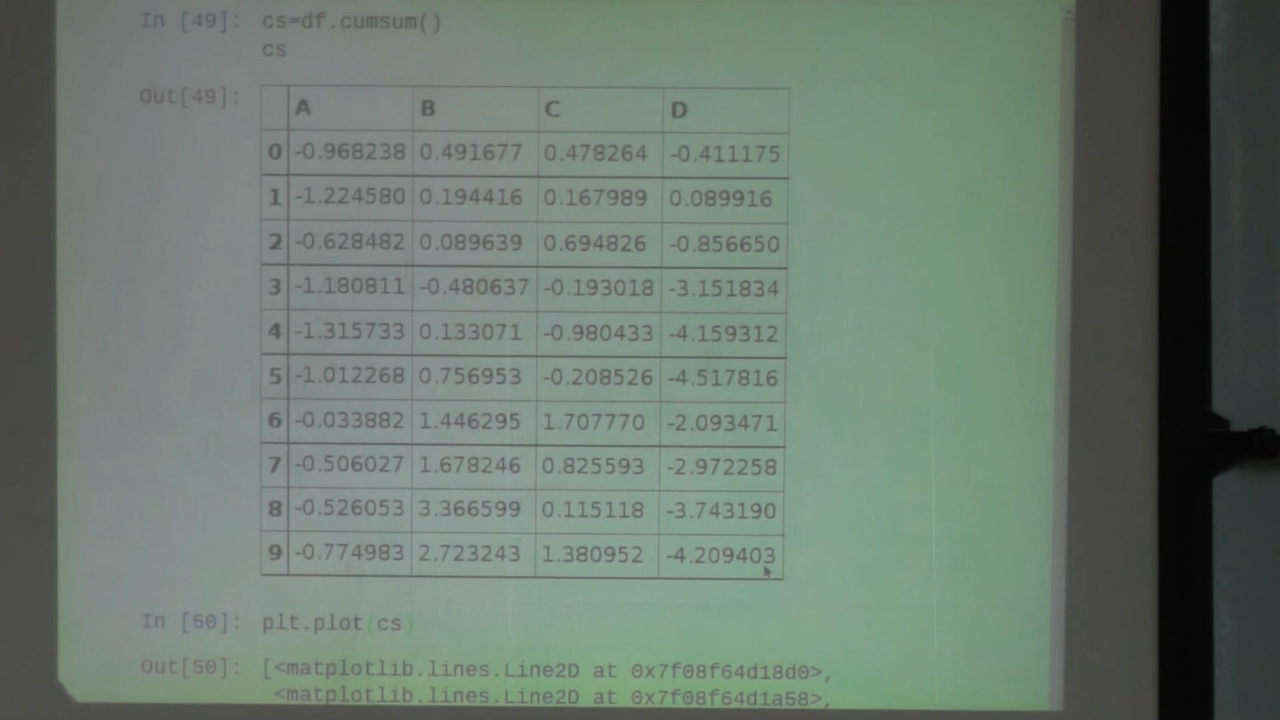 In [49]: cs=df.cumsum()
cs
Out[49]:
A B C D
0 -0.968238 0.491677 0.478264 -0.411175
1 -1.224580 0.194416 0.167989 0.089916
2 -0.628482 0.089639 0.694826 -0.856650
3 -1.180811 -0.480637 -0.193018 -3.151834
4 -1.315733 0.133071 -0.980433 -4.159312
5 -1.012268 0.756953 -0.208526 -4.517816
6 -0.033882 1.446295 1.707770 -2.093471
7 -0.506027 1.678246 0.825593 -2.972258
8 -0.526053 3.366599 0.115118 -3.743190
9 -0.774983 2.723243 1.380952 -4.209403
In [50]: plt.plot(cs)
Out[50]: [<matplotlib.lines.Line2D at 0x7f08f64d18d0>,
<matplotlib.lines.Line2D at 0x7f08f64d1a58>,